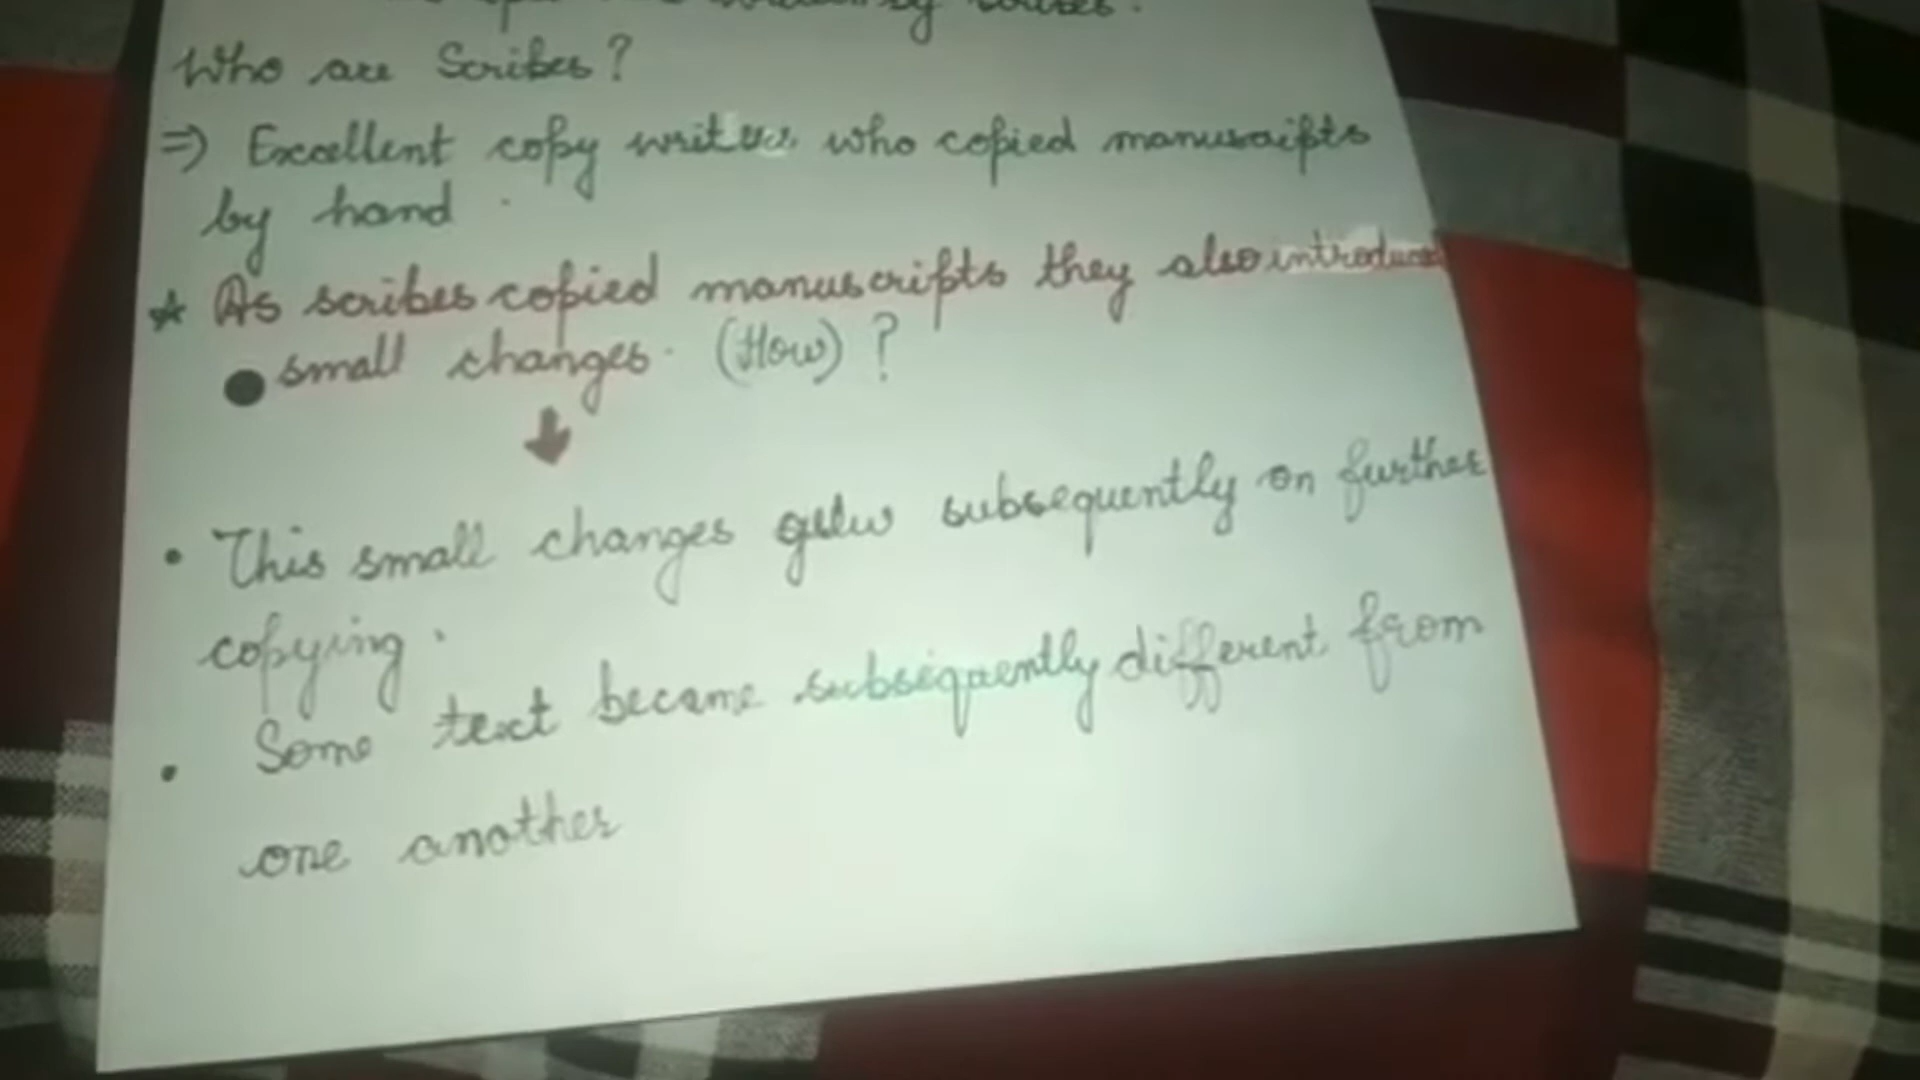 Who are Scribes?
=> Excellent copy writers who copied manuscripts
by hand.
* As scribes copied manuscripts they also introduced
small changes. (How)?
• This small changes grew subsequently on further
copying.
• Some text became subsequently different from
one another